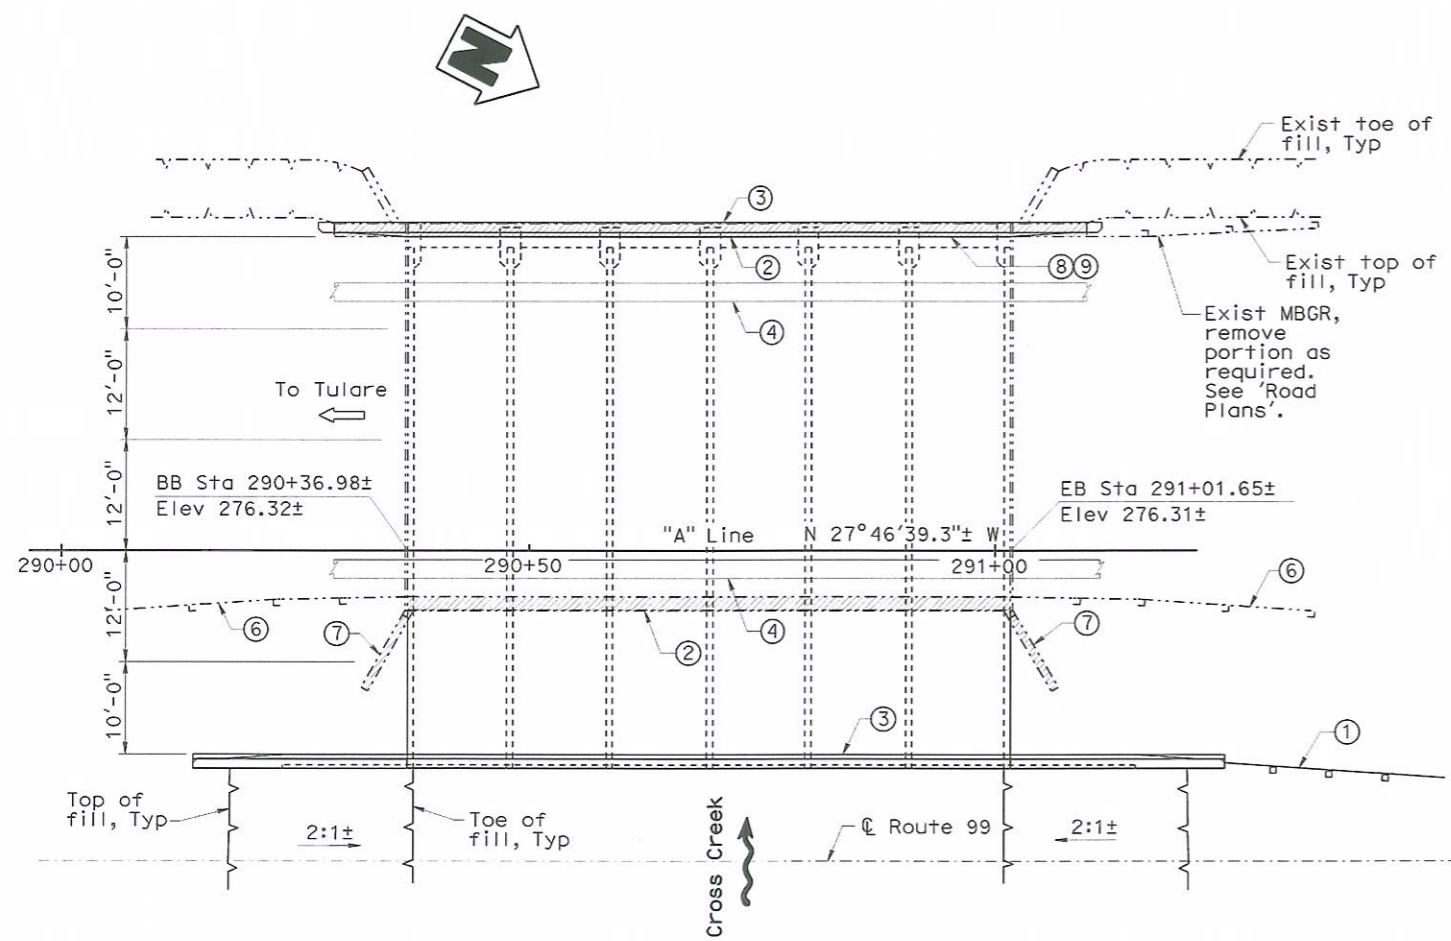 N
Exist toe of
fill, Typ
3
2
8 9
Exist top of
fill, Typ
10'-0"
4
Exist MBGR,
remove
portion as
required.
See 'Road
Plans'.
12'-0"
To Tulare
12'-0"
BB Sta 290+36.98±
Elev 276.32±
EB Sta 291+01.65±
Elev 276.31±
"A" Line N 27°46'39.3"± W
290+00
290+50
291+00
12'-0"
6
7
2
4
7
6
10'-0"
3
1
Top of
fill, Typ
2:1±
Toe of
fill, Typ
Cross Creek
℄ Route 99
2:1±